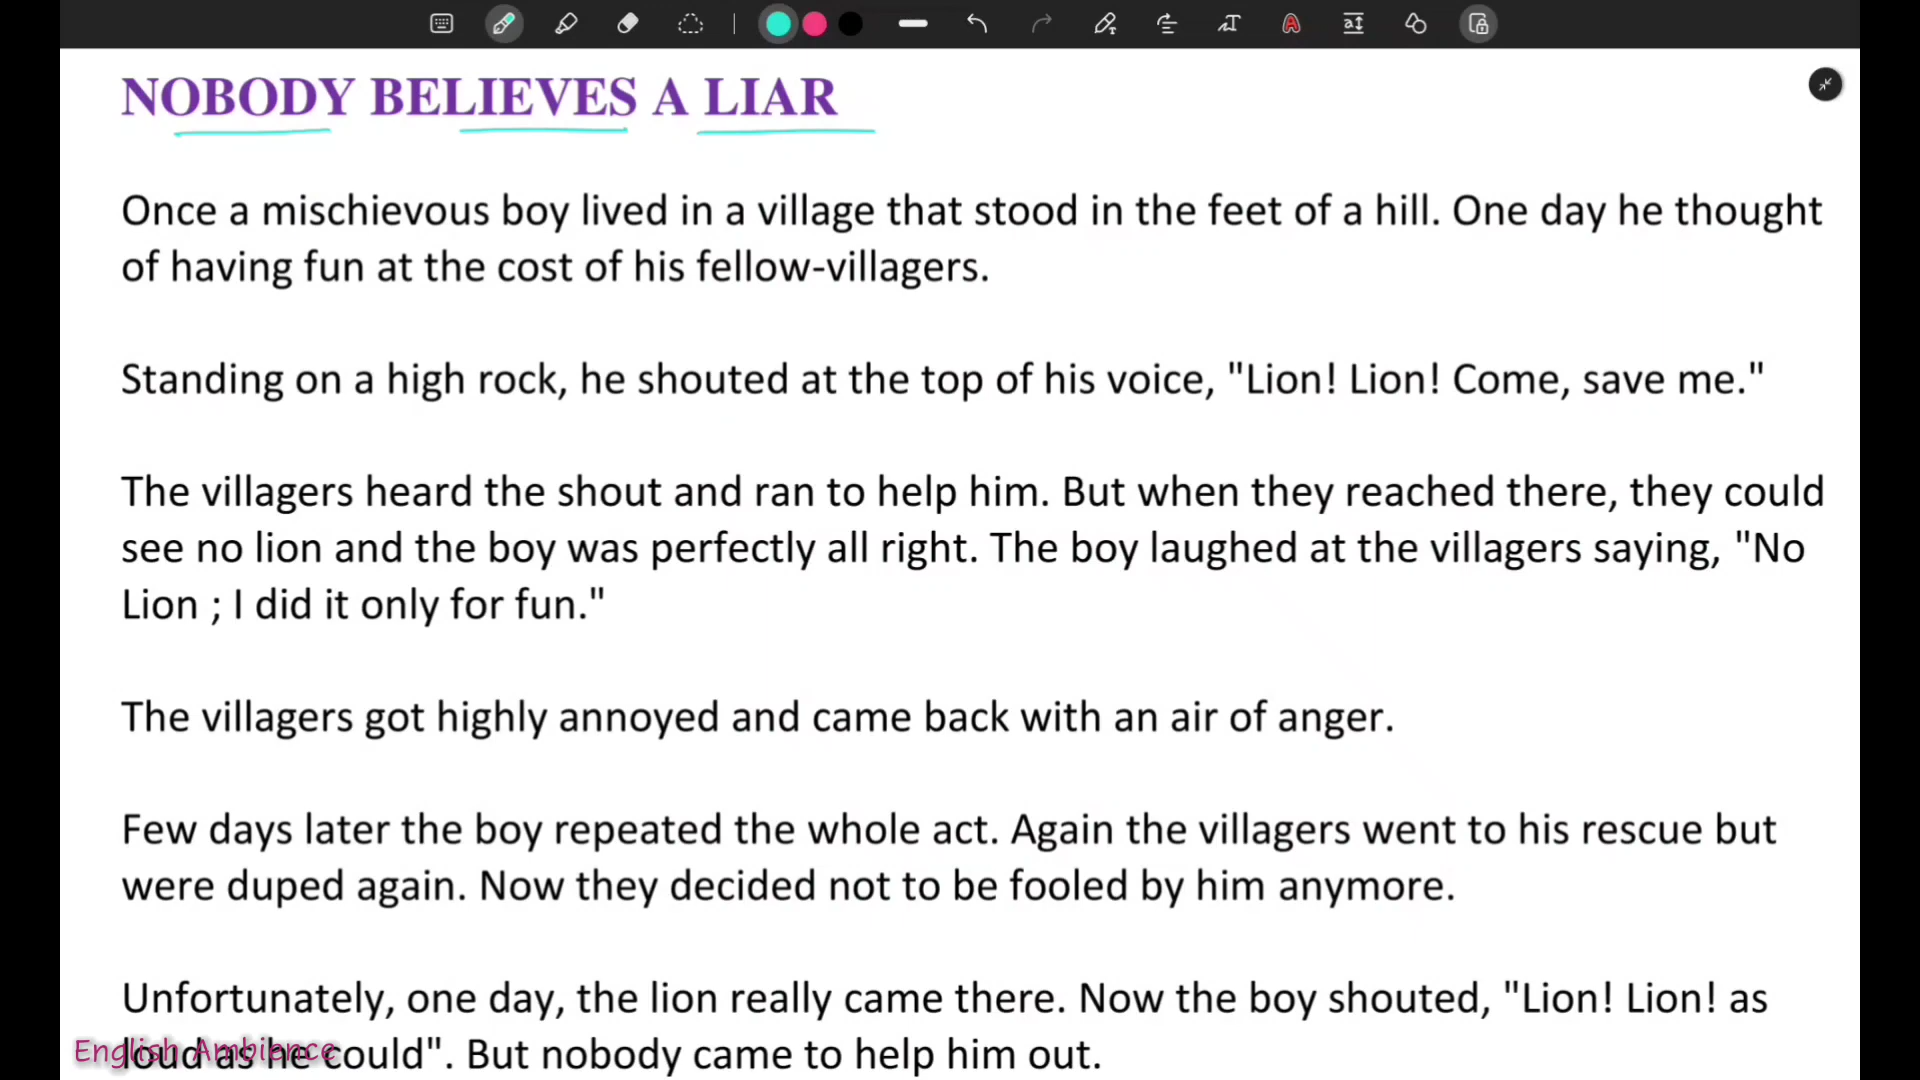 NOBODY BELIEVES A LIAR
Once a mischievous boy lived in a village that stood in the feet of a hill. One day he thought
of having fun at the cost of his fellow-villagers.
Standing on a high rock, he shouted at the top of his voice, "Lion! Lion! Come, save me."
The villagers heard the shout and ran to help him. But when they reached there, they could
see no lion and the boy was perfectly all right. The boy laughed at the villagers saying, "No
Lion ; I did it only for fun."
The villagers got highly annoyed and came back with an air of anger.
Few days later the boy repeated the whole act. Again the villagers went to his rescue but
were duped again. Now they decided not to be fooled by him anymore.
Unfortunately, one day, the lion really came there. Now the boy shouted, "Lion! Lion! as
loud as he could". But nobody came to help him out.
English Ambience